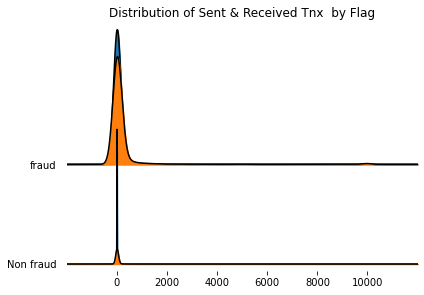 Distribution of Sent & Received Tnx  by Flag
fraud
Non fraud
0 2000 4000 6000 8000 10000